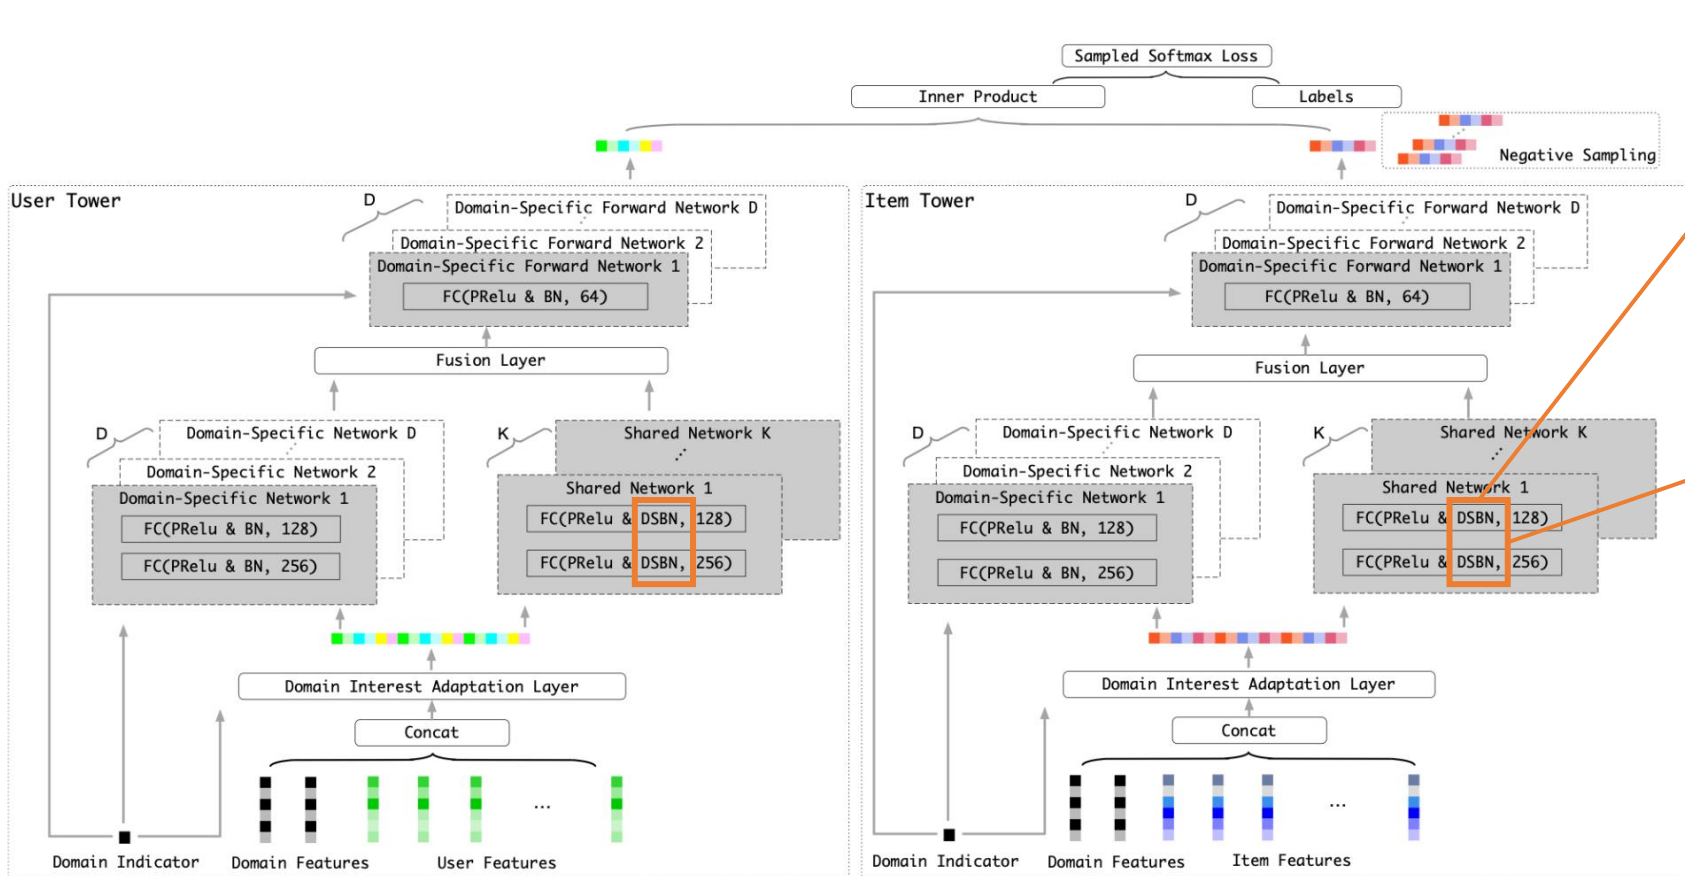 Sampled Softmax Loss
Inner Product
Labels
Negative Sampling
User Tower
D
Domain-Specific Forward Network D
Domain-Specific Forward Network 2
Domain-Specific Forward Network 1
FC(PRelu & BN, 64)
Fusion Layer
D
Domain-Specific Network D
Domain-Specific Network 2
Domain-Specific Network 1
FC(PRelu & BN, 128)
FC(PRelu & BN, 256)
K
Shared Network K
Shared Network 1
FC(PRelu & DSBN, 128)
FC(PRelu & DSBN, 256)
Domain Interest Adaptation Layer
Concat
...
Domain Indicator
Domain Features
User Features
Item Tower
D
Domain-Specific Forward Network D
Domain-Specific Forward Network 2
Domain-Specific Forward Network 1
FC(PRelu & BN, 64)
Fusion Layer
D
Domain-Specific Network D
Domain-Specific Network 2
Domain-Specific Network 1
FC(PRelu & BN, 128)
FC(PRelu & BN, 256)
K
Shared Network K
Shared Network 1
FC(PRelu & DSBN, 128)
FC(PRelu & DSBN, 256)
Domain Interest Adaptation Layer
Concat
...
Domain Indicator
Domain Features
Item Features